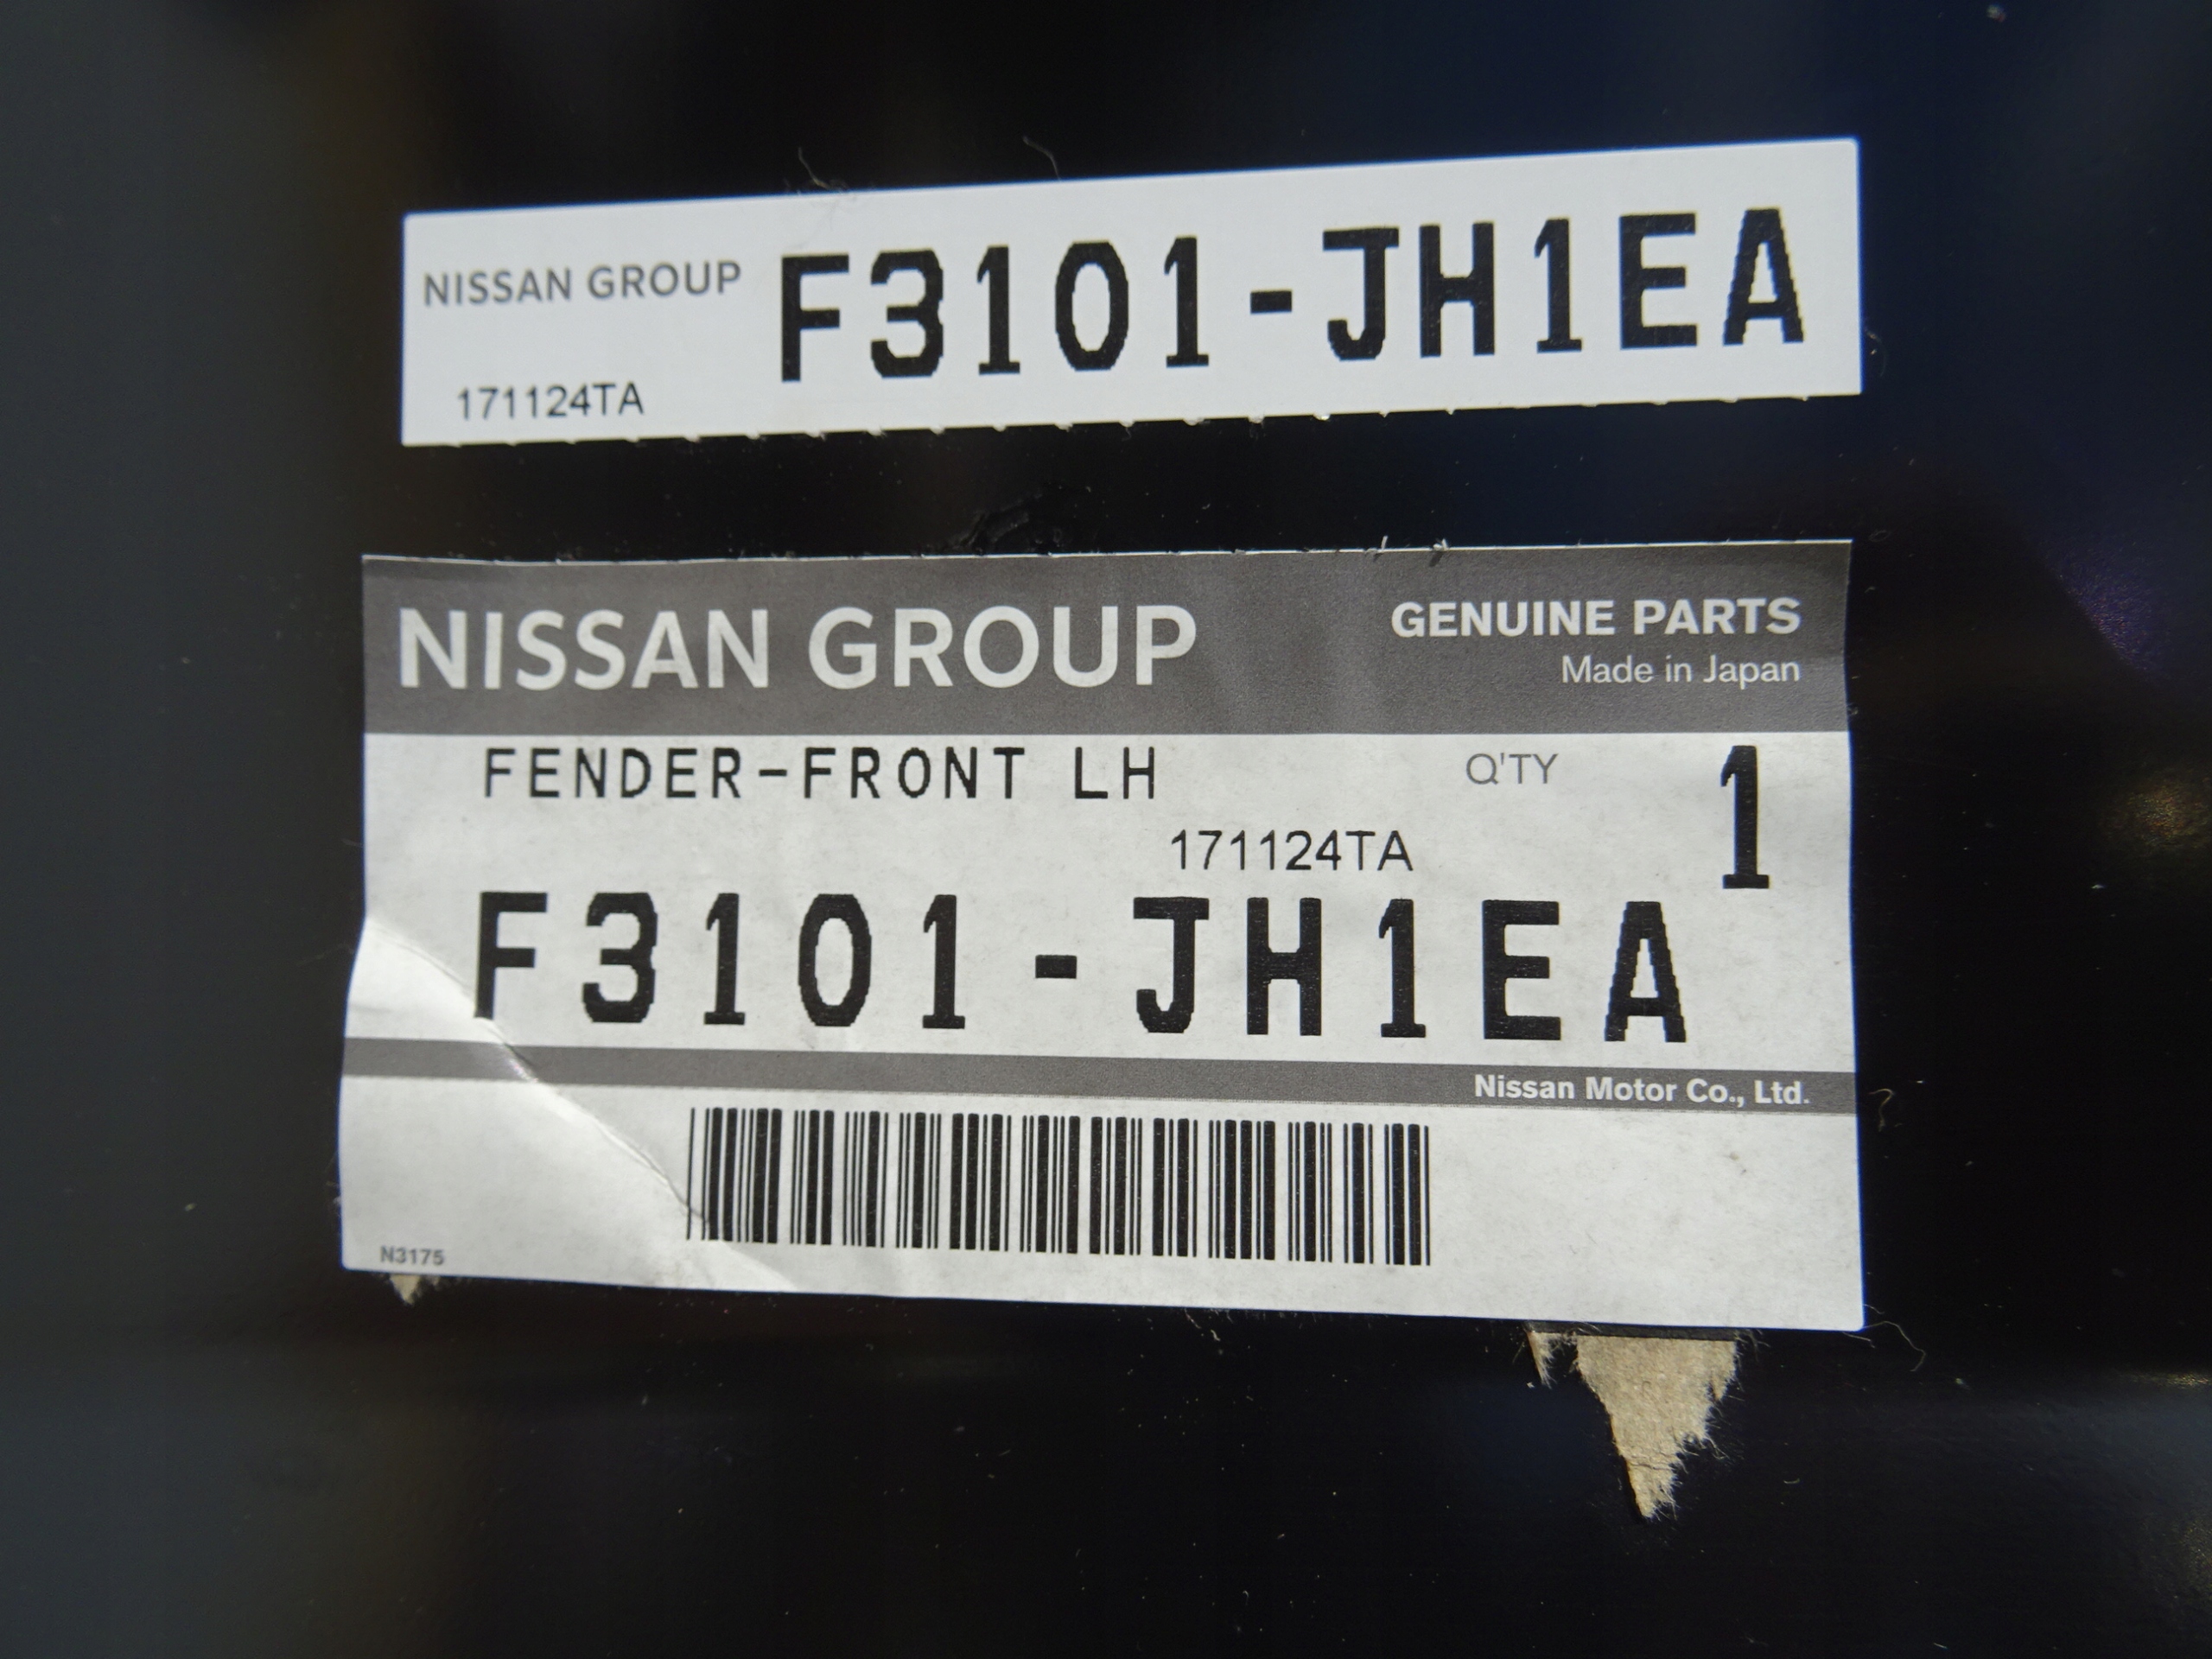 NISSAN GROUP F3101-JH1EA
171124TA
NISSAN GROUP GENUINE PARTS
Made in Japan
FENDER-FRONT LH Q'TY 1
171124TA
F3101-JH1EA
Nissan Motor Co., Ltd.
N3175